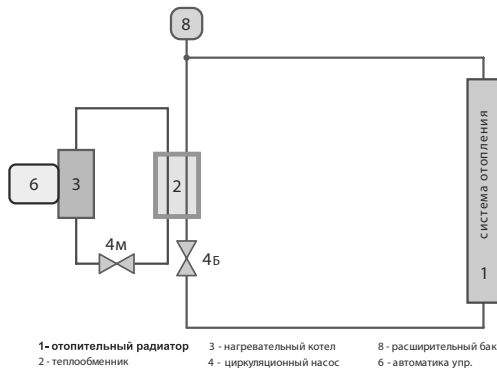 8
система отопления
6
3
2
4м
4Б
1
1- отопительный радиатор
3 - нагревательный котел
8 - расширительный бак
2 - теплообменник
4 - циркуляционный насос
6 - автоматика упр.